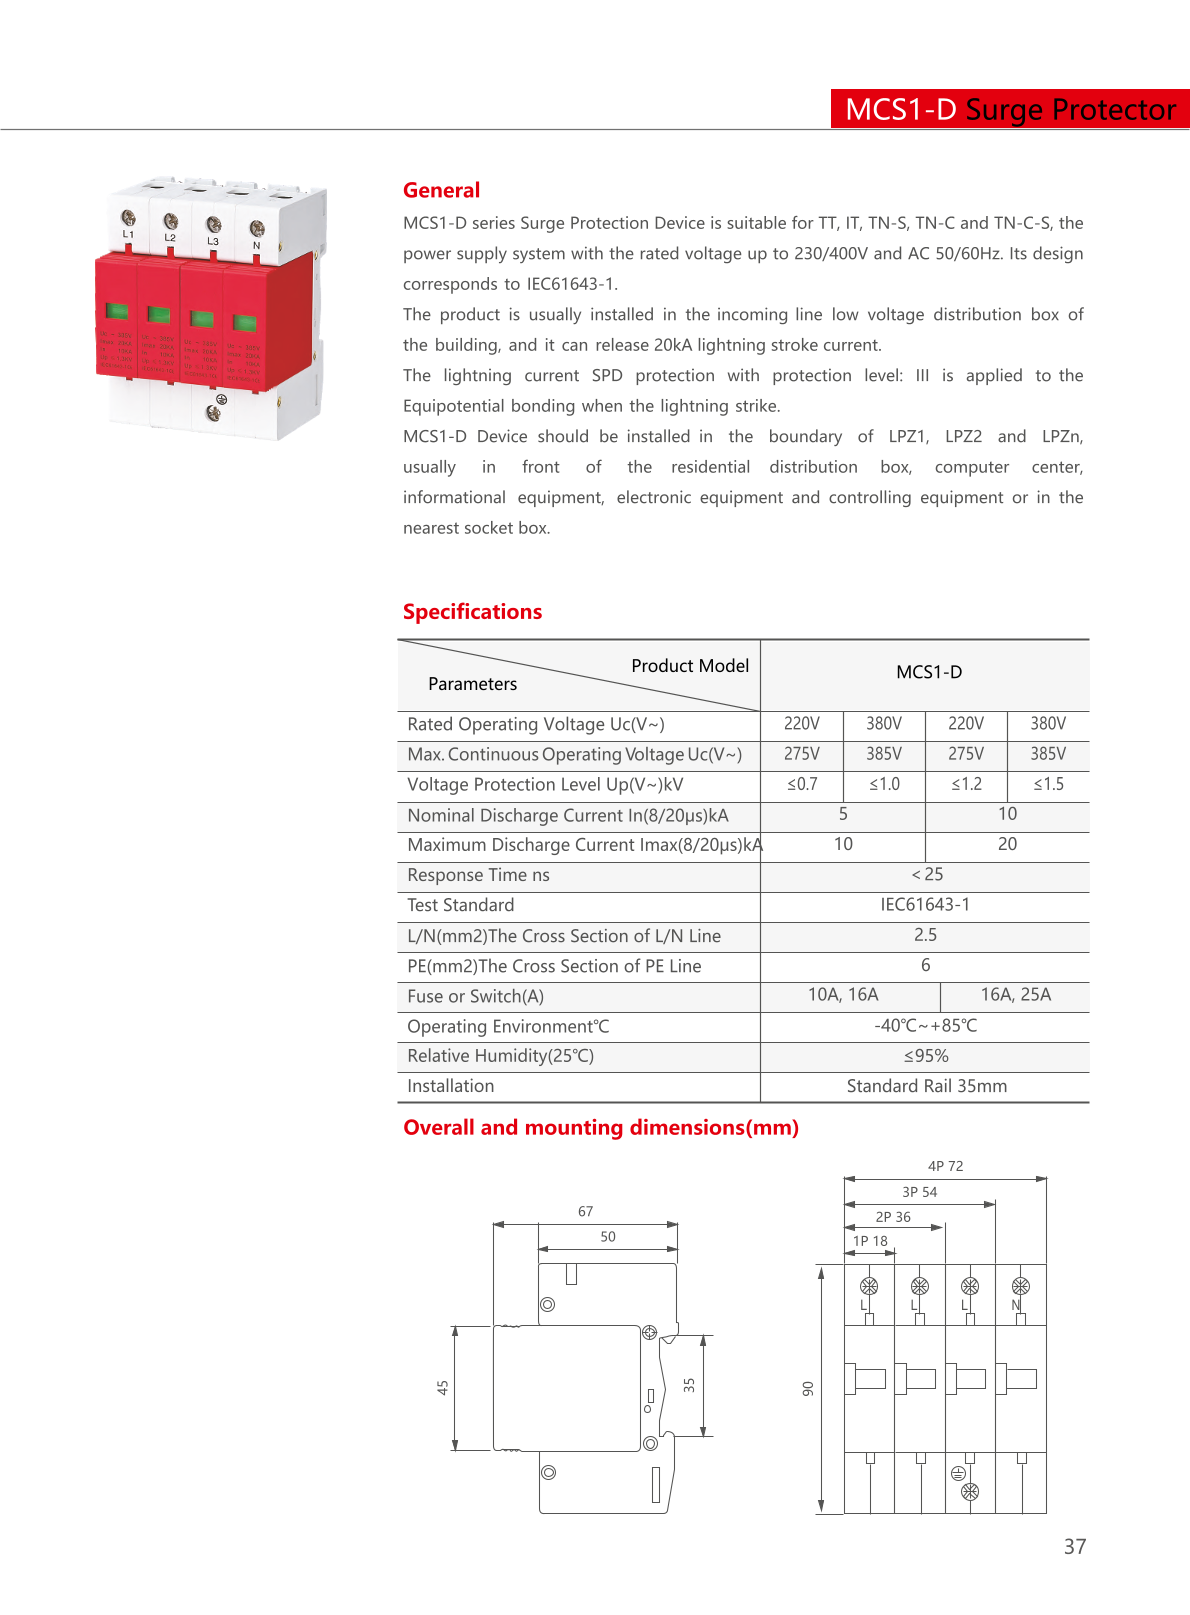 MCS1-D Surge Protector
L1
L2
L3
N
General
MCS1-D series Surge Protection Device is suitable for TT, IT, TN-S, TN-C and TN-C-S, the
power supply system with the rated voltage up to 230/400V and AC 50/60Hz. Its design
corresponds to IEC61643-1.
The product is usually installed in the incoming line low voltage distribution box of
the building, and it can release 20kA lightning stroke current.
The lightning current SPD protection with protection level: III is applied to the
Equipotential bonding when the lightning strike.
MCS1-D Device should be installed in the boundary of LPZ1, LPZ2 and LPZn,
usually in front of the residential distribution box, computer center,
informational equipment, electronic equipment and controlling equipment or in the
nearest socket box.
Specifications
Product Model
Parameters
MCS1-D
Rated Operating Voltage Uc(V~) 220V 380V 220V 380V
Max. Continuous Operating Voltage Uc(V~) 275V 385V 275V 385V
Voltage Protection Level Up(V~)kV ≤0.7 ≤1.0 ≤1.2 ≤1.5
Nominal Discharge Current In(8/20μs)kA 5 10
Maximum Discharge Current Imax(8/20μs)kA 10 20
Response Time ns < 25
Test Standard IEC61643-1
L/N(mm2)The Cross Section of L/N Line 2.5
PE(mm2)The Cross Section of PE Line 6
Fuse or Switch(A) 10A, 16A 16A, 25A
Operating Environment℃ -40℃~+85℃
Relative Humidity(25℃) ≤95%
Installation Standard Rail 35mm
Overall and mounting dimensions(mm)
67
50
45
35
4P 72
3P 54
2P 36
1P 18
L L L N
90
37